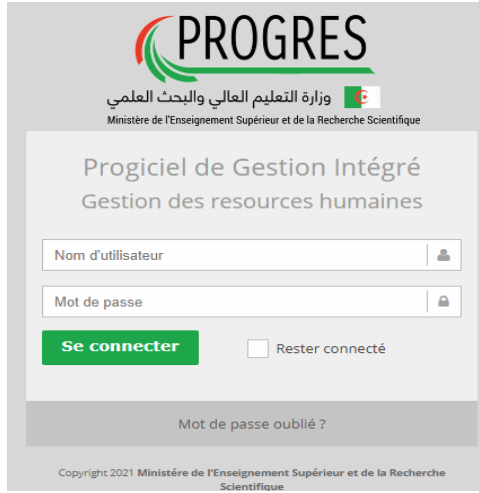 PROGRES
وزارة التعليم العالي والبحث العلمي
Ministère de l'Enseignement Supérieur et de la Recherche Scientifique
Progiciel de Gestion Intégré
Gestion des resources humaines
Nom d'utilisateur
Mot de passe
Se connecter
Rester connecté
Mot de passe oublié ?
Copyright 2021 Ministére de l'Enseignement Supérieur et de la Recherche
Scientifique